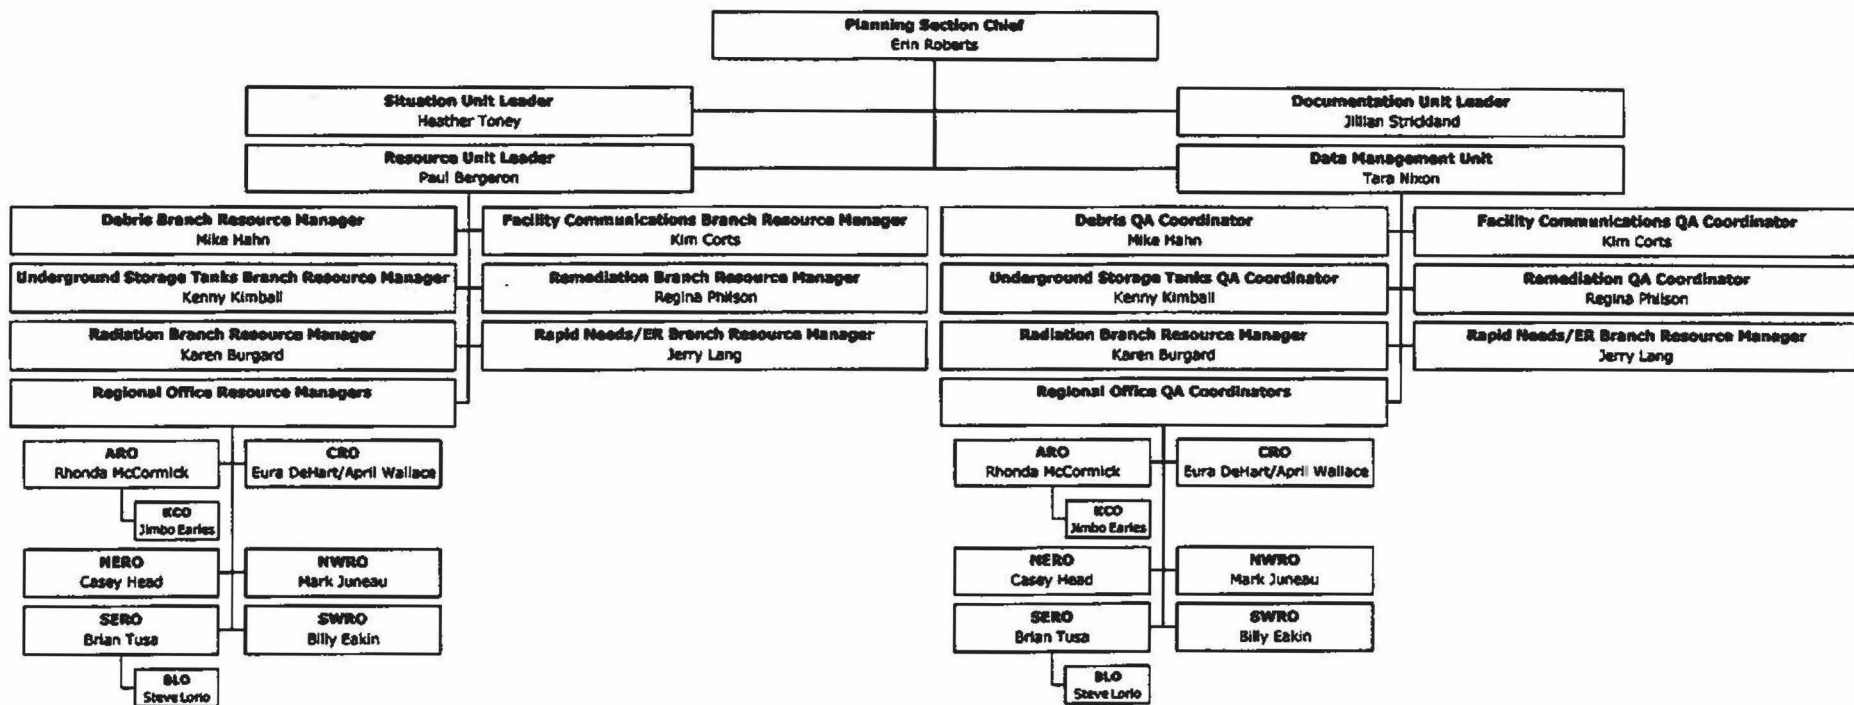 Planning Section Chief
Erin Roberts
Situation Unit Leader
Heather Toney
Documentation Unit Leader
Jillian Strickland
Resource Unit Leader
Paul Bergeron
Data Management Unit
Tara Nixon
Debris Branch Resource Manager
Mike Hahn
Facility Communications Branch Resource Manager
Kim Corts
Underground Storage Tanks Branch Resource Manager
Kenny Kimball
Remediation Branch Resource Manager
Regina Philson
Radiation Branch Resource Manager
Karen Burgard
Rapid Needs/ER Branch Resource Manager
Jerry Lang
Regional Office Resource Managers
ARO
Rhonda McCormick
CRO
Eura DeHart/April Wallace
KCO
Jimbo Earles
NERO
Casey Head
NWRO
Mark Juneau
SERO
Brian Tusa
SWRO
Billy Eakin
BLO
Steve Lorio
Debris QA Coordinator
Mike Hahn
Facility Communications QA Coordinator
Kim Corts
Underground Storage Tanks QA Coordinator
Kenny Kimball
Remediation QA Coordinator
Regina Philson
Radiation Branch Resource Manager
Karen Burgard
Rapid Needs/ER Branch Resource Manager
Jerry Lang
Regional Office QA Coordinators
ARO
Rhonda McCormick
CRO
Eura DeHart/April Wallace
KCO
Jimbo Earles
NERO
Casey Head
NWRO
Mark Juneau
SERO
Brian Tusa
SWRO
Billy Eakin
BLO
Steve Lorio